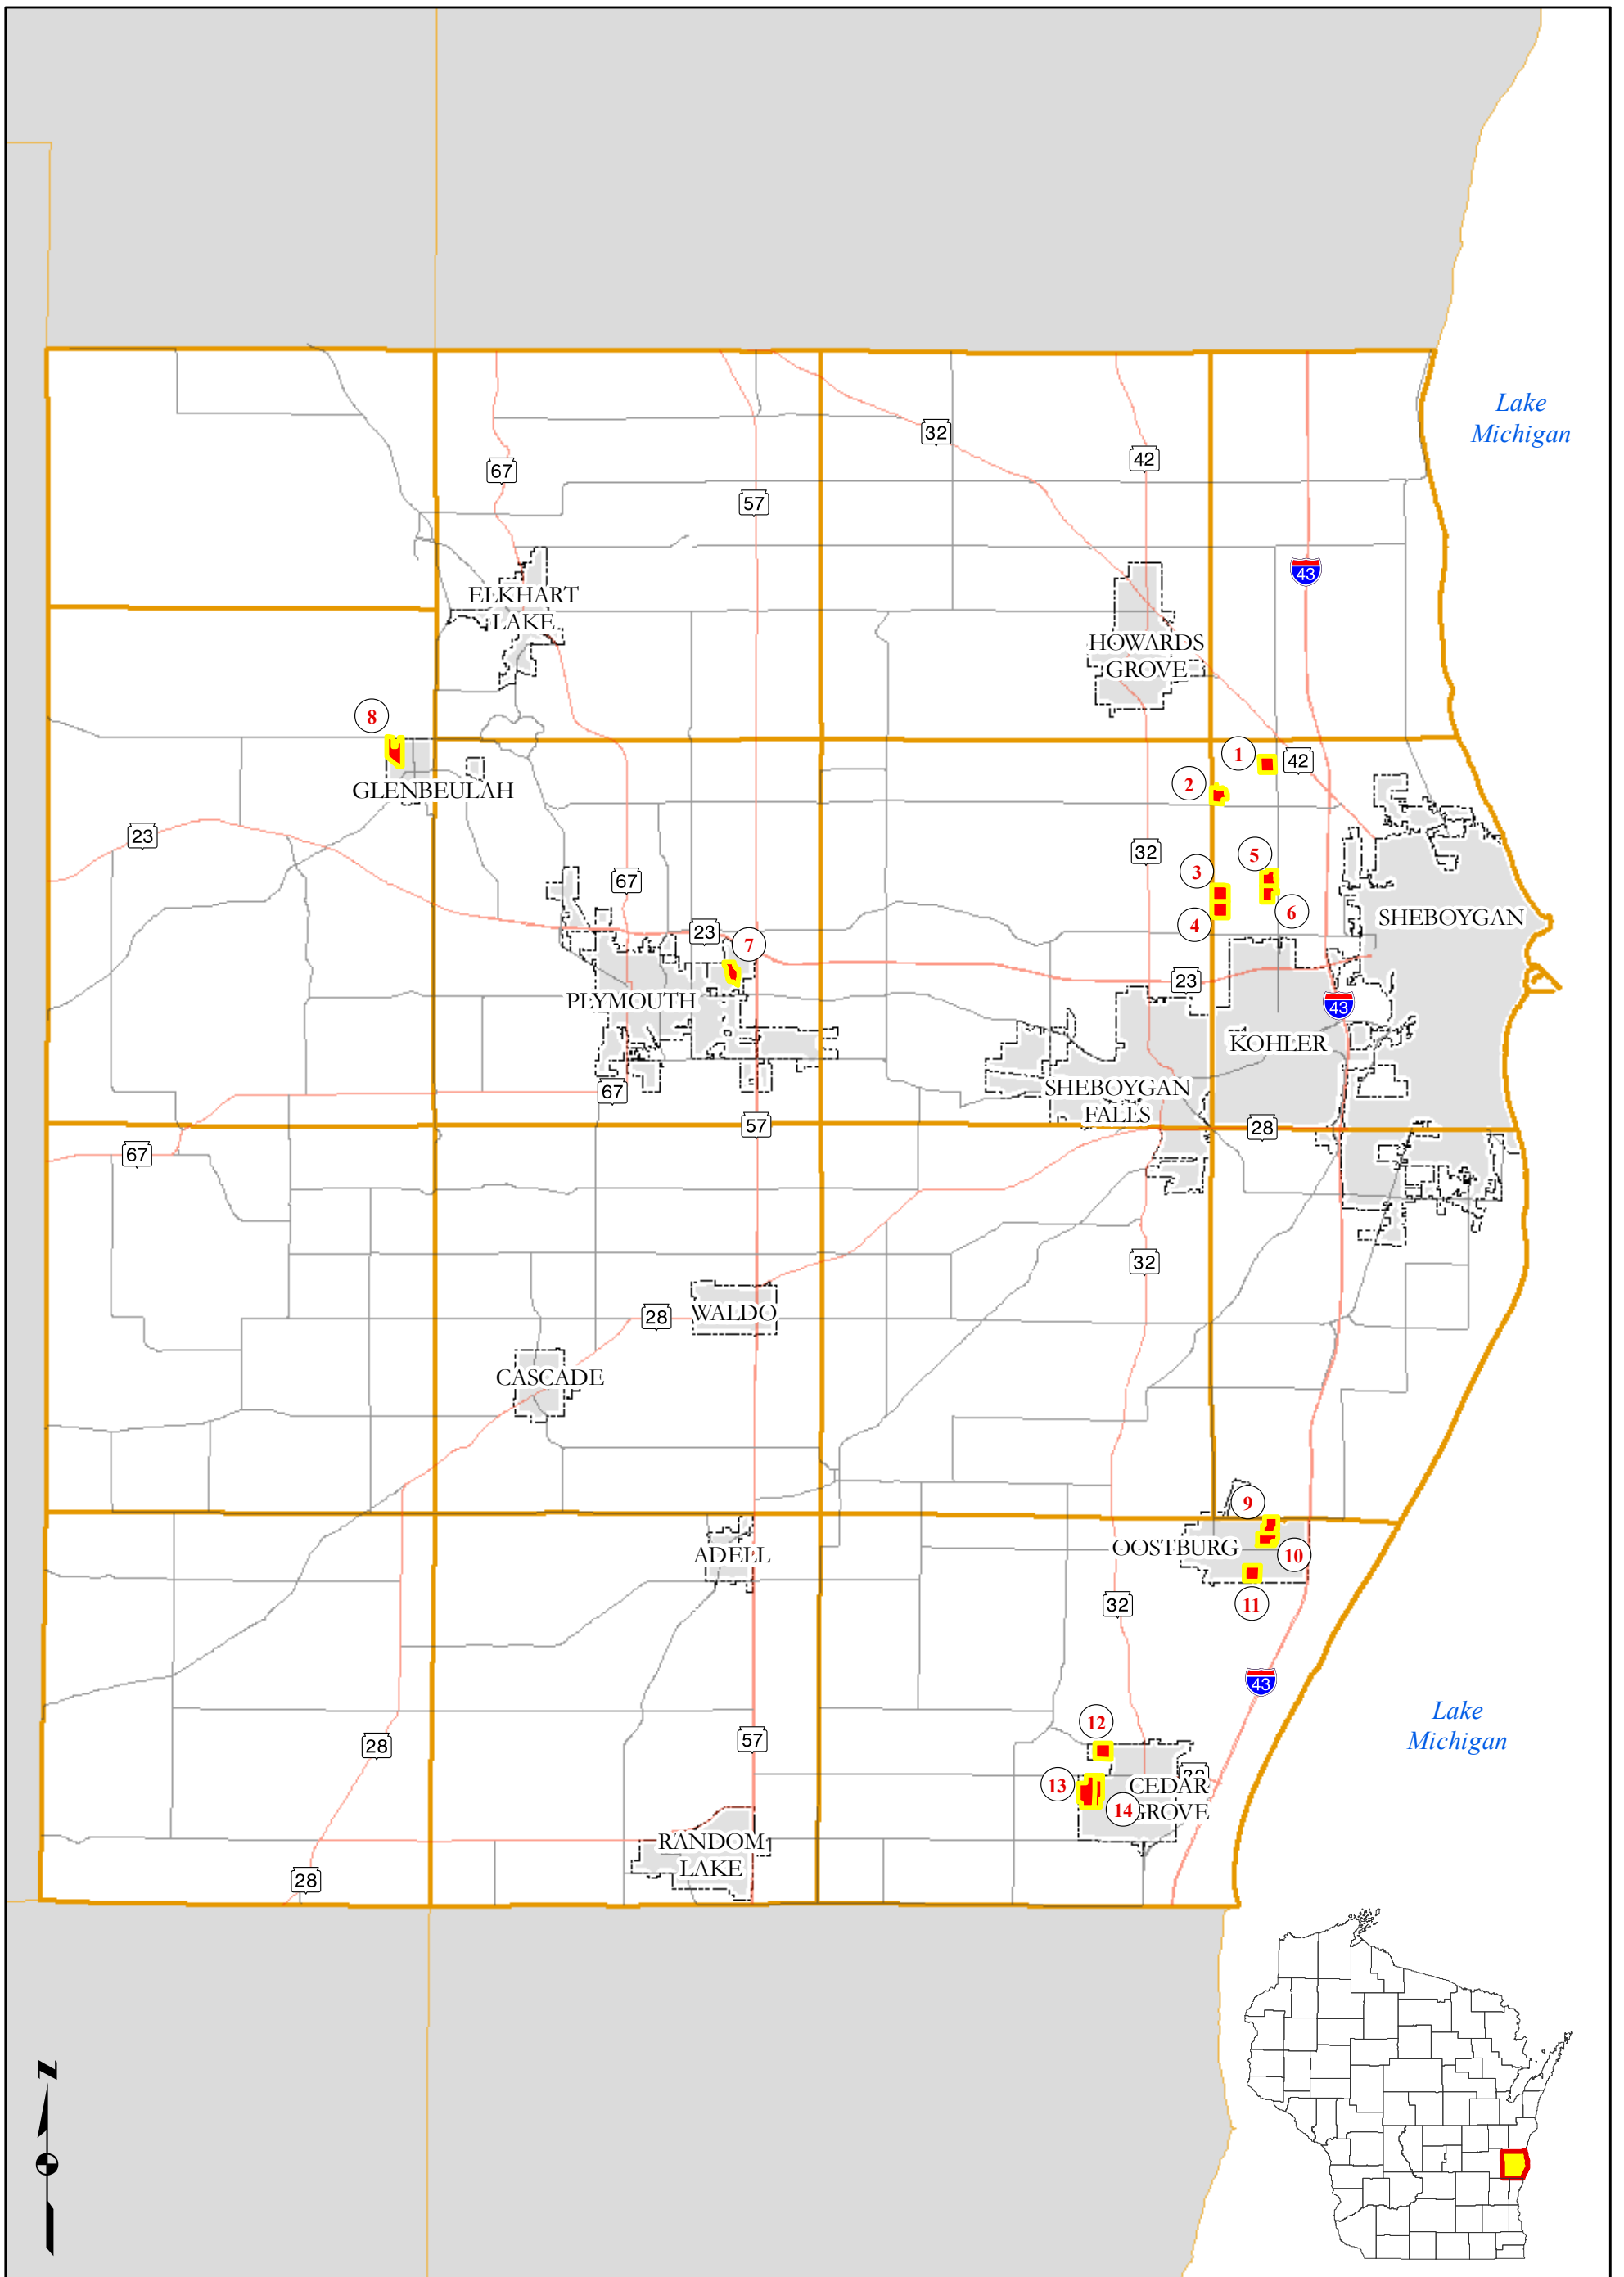 Lake
Michigan
32
42
67
57
43
ELKHART
LAKE
HOWARDS
GROVE
8
1
42
2
GLENBEULAH
23
32
5
3
67
6
SHEBOYGAN
4
23
7
23
PLYMOUTH
43
KOHLER
67
SHEBOYGAN
FALLS
57
28
67
32
28
WALDO
CASCADE
9
OOSTBURG
10
ADELL
11
32
43
Lake
Michigan
12
57
28
13
CEDAR
14
GROVE
RANDOM
LAKE
28
N